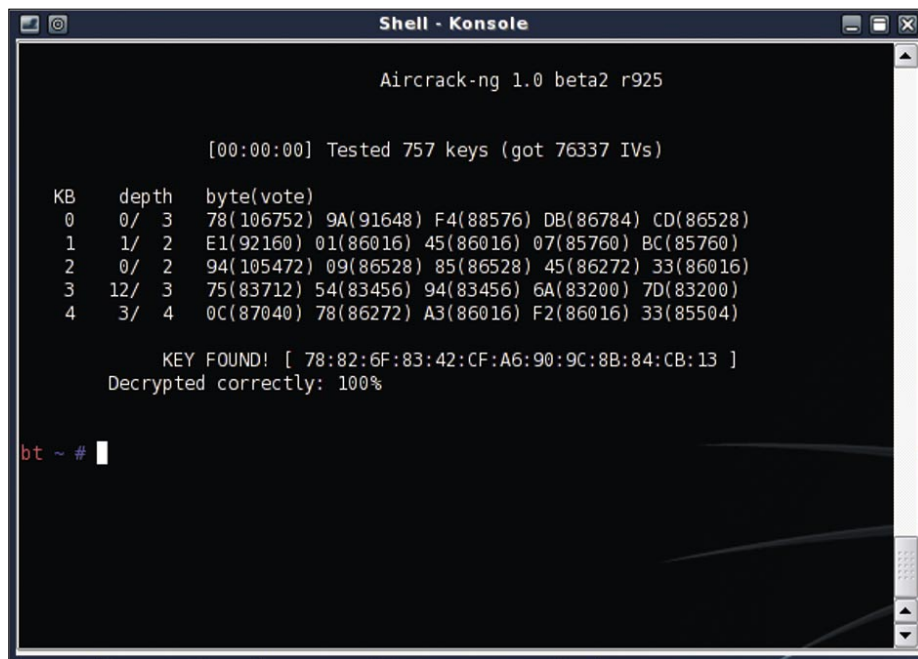 Shell - Konsole
Aircrack-ng 1.0 beta2 r925
[00:00:00] Tested 757 keys (got 76337 IVs)
KB depth byte(vote)
0 0/ 3 78(106752) 9A(91648) F4(88576) DB(86784) CD(86528)
1 1/ 2 E1(92160) 01(86016) 45(86016) 07(85760) BC(85760)
2 0/ 2 94(105472) 09(86528) 85(86528) 45(86272) 33(86016)
3 12/ 3 75(83712) 54(83456) 94(83456) 6A(83200) 7D(83200)
4 3/ 4 0C(87040) 78(86272) A3(86016) F2(86016) 33(85504)
KEY FOUND! [ 78:82:6F:83:42:CF:A6:90:9C:8B:84:CB:13 ]
Decrypted correctly: 100%
bt ~ #